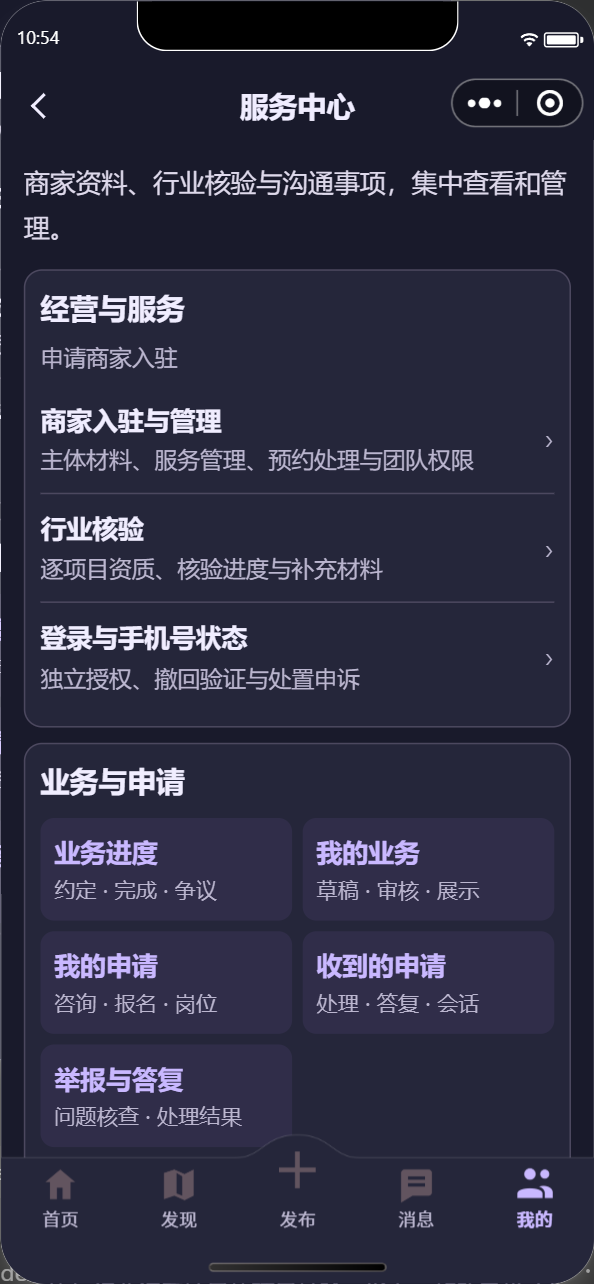 10:54
服务中心
商家资料、行业核验与沟通事项，集中查看和管
理。
经营与服务
申请商家入驻
商家入驻与管理
主体材料、服务管理、预约处理与团队权限
行业核验
逐项目资质、核验进度与补充材料
登录与手机号状态
独立授权、撤回验证与处置申诉
业务与申请
业务进度
约定 · 完成 · 争议
我的业务
草稿 · 审核 · 展示
我的申请
咨询 · 报名 · 岗位
收到的申请
处理 · 答复 · 会话
举报与答复
问题核查 · 处理结果
首页
发现
发布
消息
我的